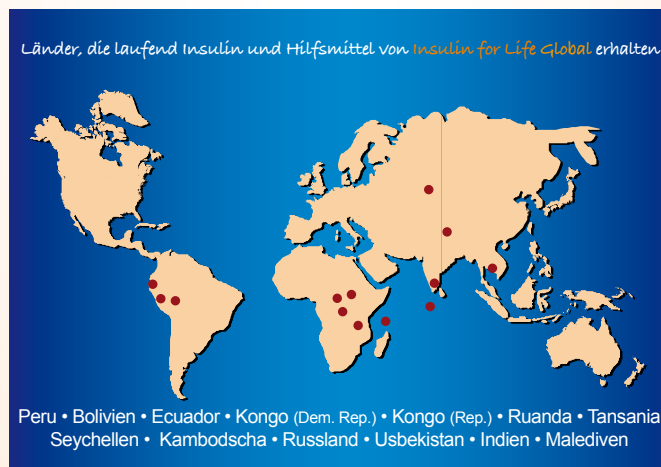 Länder, die laufend Insulin und Hilfsmittel von Insulin for Life Global erhalten
Peru • Bolivien • Ecuador • Kongo (Dem. Rep.) • Kongo (Rep.) • Ruanda • Tansania
Seychellen • Kambodscha • Russland • Usbekistan • Indien • Malediven